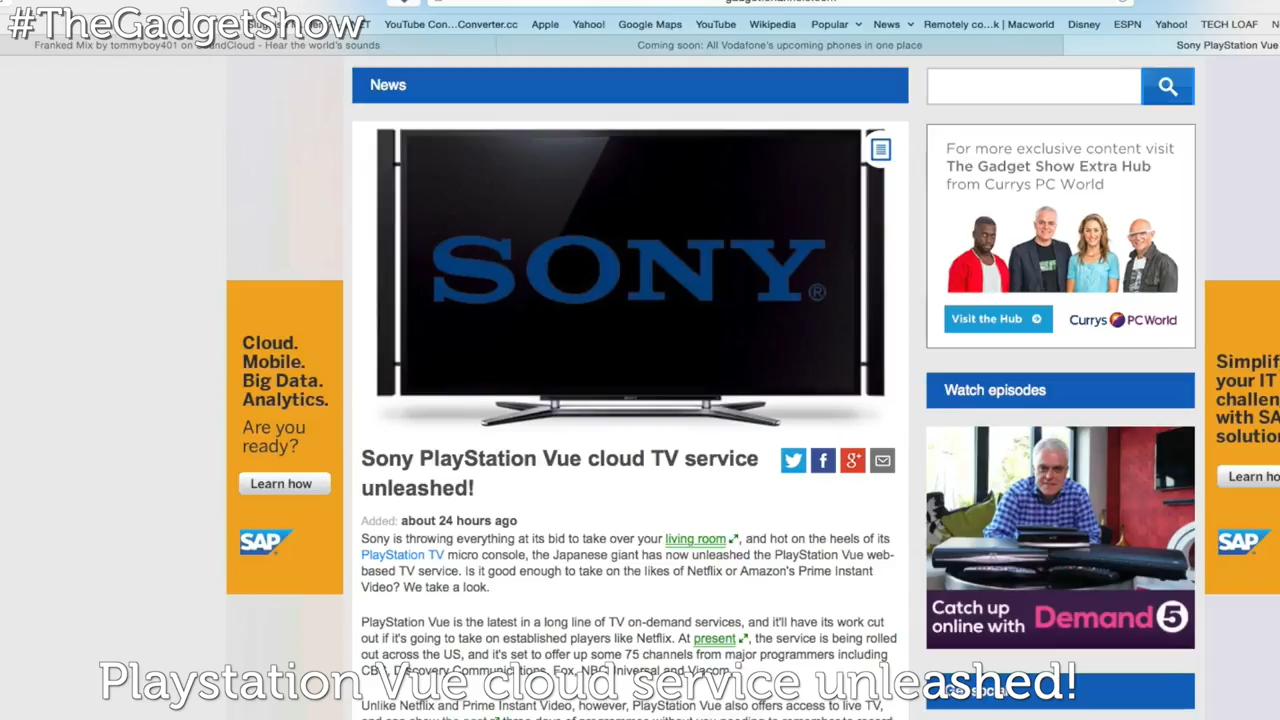 #TheGadgetShow
YouTube Con...Converter.cc Apple Yahoo! Google Maps YouTube Wikipedia Popular News Remotely co...k | Macworld Disney ESPN Yahoo! TECH LOAF
Franked Mix by tommyboy401 on
Cloud - Hear the world's sounds
Coming soon: All Vodafone's upcoming phones in one place
Sony PlayStation Vue
News
SONY®
For more exclusive content visit
The Gadget Show Extra Hub
from Currys PC World
Visit the Hub
Currys PC World
Watch episodes
Catch up
online with Demand 5
Cloud.
Mobile.
Big Data.
Analytics.
Are you
ready?
Learn how
SAP
Simplif
your IT
challen
with SA
solution
Learn ho
SAP
Sony PlayStation Vue cloud TV service
unleashed!
Added: about 24 hours ago
Sony is throwing everything at its bid to take over your living room, and hot on the heels of its
PlayStation TV micro console, the Japanese giant has now unleashed the PlayStation Vue web-
based TV service. Is it good enough to take on the likes of Netflix or Amazon's Prime Instant
Video? We take a look.
PlayStation Vue is the latest in a long line of TV on-demand services, and it'll have its work cut
out if it's going to take on established players like Netflix. At present, the service is being rolled
out across the US, and it's set to offer up some 75 channels from major programmers including
CBS, Discovery Communications, Fox, NBCUniversal and Viacom.
Playstation Vue cloud service unleashed!
Unlike Netflix and Prime Instant Video, however, PlayStation Vue also offers access to live TV,